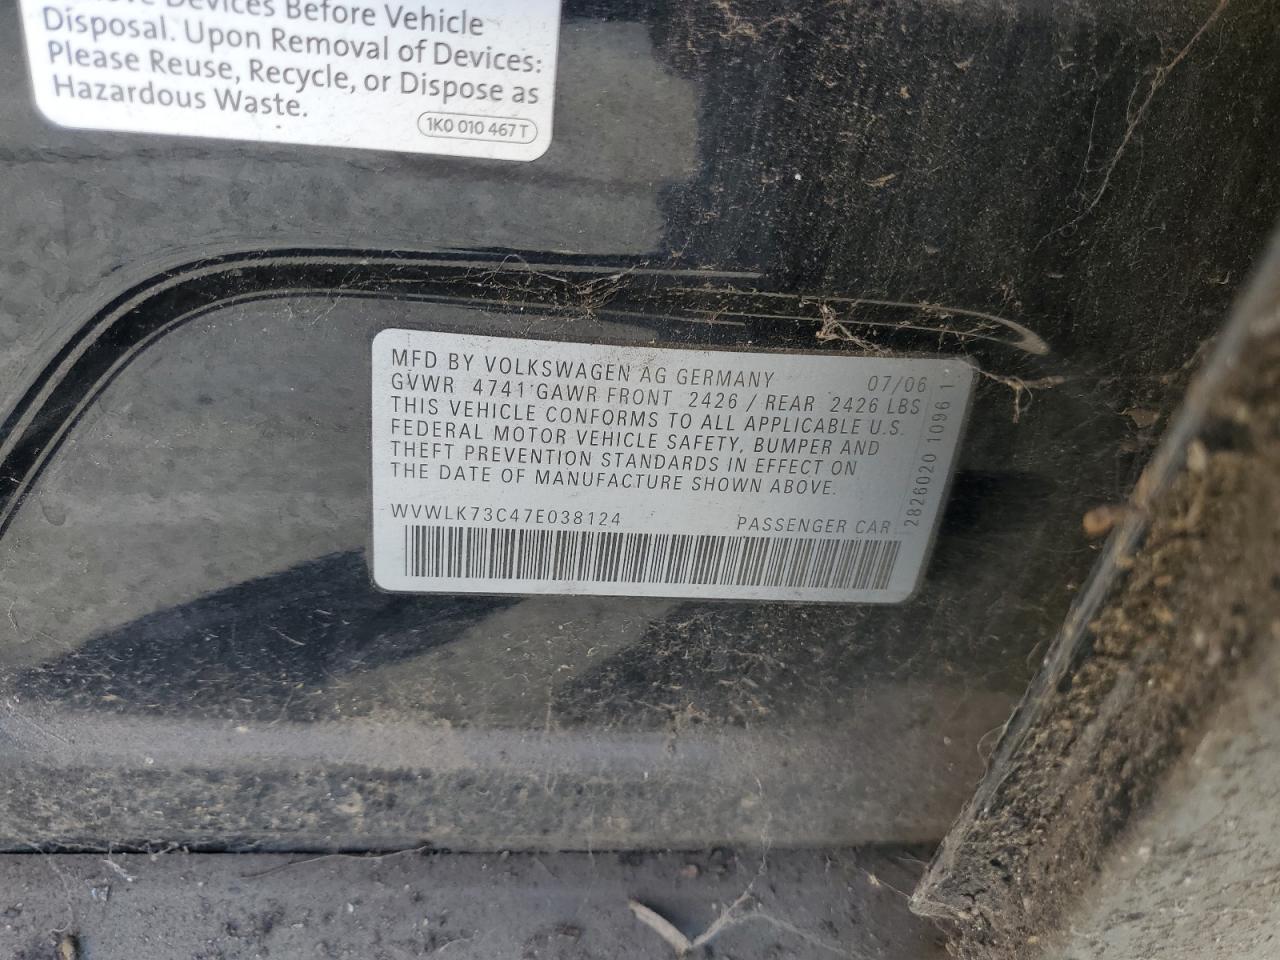 Devices Before Vehicle
Disposal. Upon Removal of Devices:
Please Reuse, Recycle, or Dispose as
Hazardous Waste.
1K0 010 467 T
MFD BY VOLKSWAGEN AG GERMANY 07/06
GVWR 4741 GAWR FRONT 2426 / REAR 2426 LBS
THIS VEHICLE CONFORMS TO ALL APPLICABLE U.S.
FEDERAL MOTOR VEHICLE SAFETY, BUMPER AND
THEFT PREVENTION STANDARDS IN EFFECT ON
THE DATE OF MANUFACTURE SHOWN ABOVE.
WVWLK73C47E038124 PASSENGER CAR
2826020 1096 1